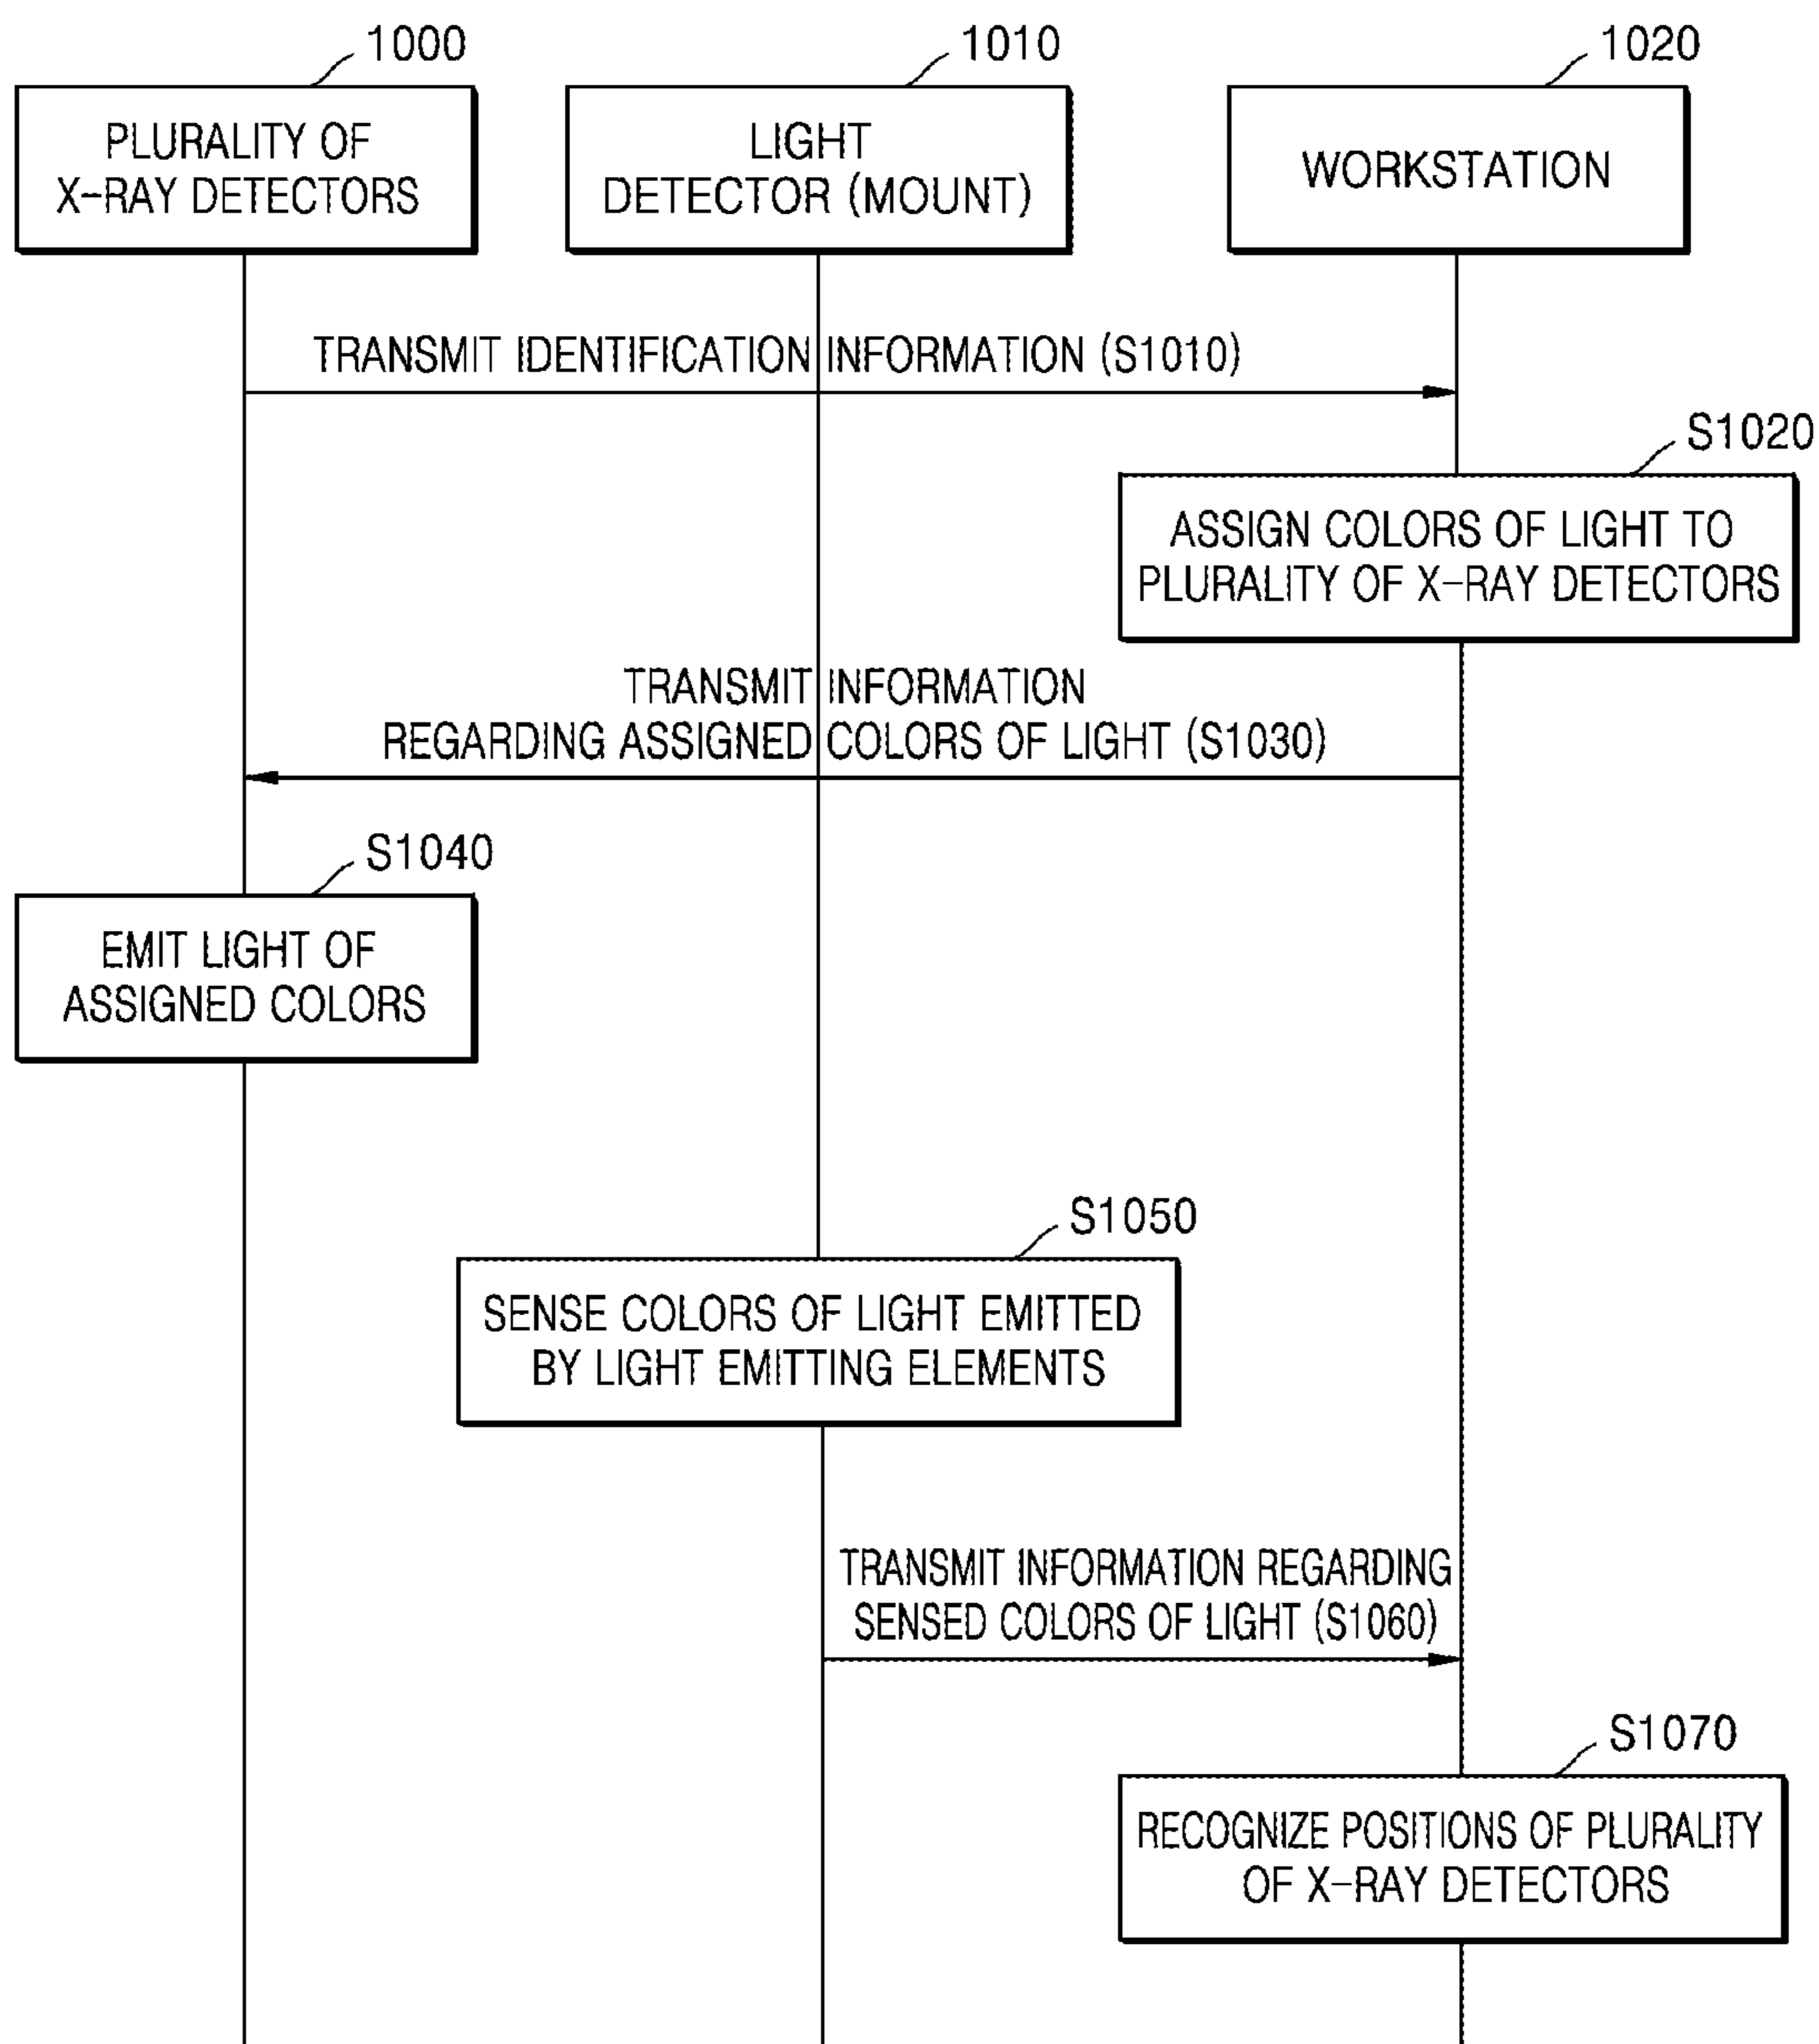 1000
1010
1020
PLURALITY OF
X-RAY DETECTORS
LIGHT
DETECTOR (MOUNT)
WORKSTATION
TRANSMIT IDENTIFICATION INFORMATION (S1010)
S1020
ASSIGN COLORS OF LIGHT TO
PLURALITY OF X-RAY DETECTORS
TRANSMIT INFORMATION
REGARDING ASSIGNED COLORS OF LIGHT (S1030)
S1040
EMIT LIGHT OF
ASSIGNED COLORS
S1050
SENSE COLORS OF LIGHT EMITTED
BY LIGHT EMITTING ELEMENTS
TRANSMIT INFORMATION REGARDING
SENSED COLORS OF LIGHT (S1060)
S1070
RECOGNIZE POSITIONS OF PLURALITY
OF X-RAY DETECTORS